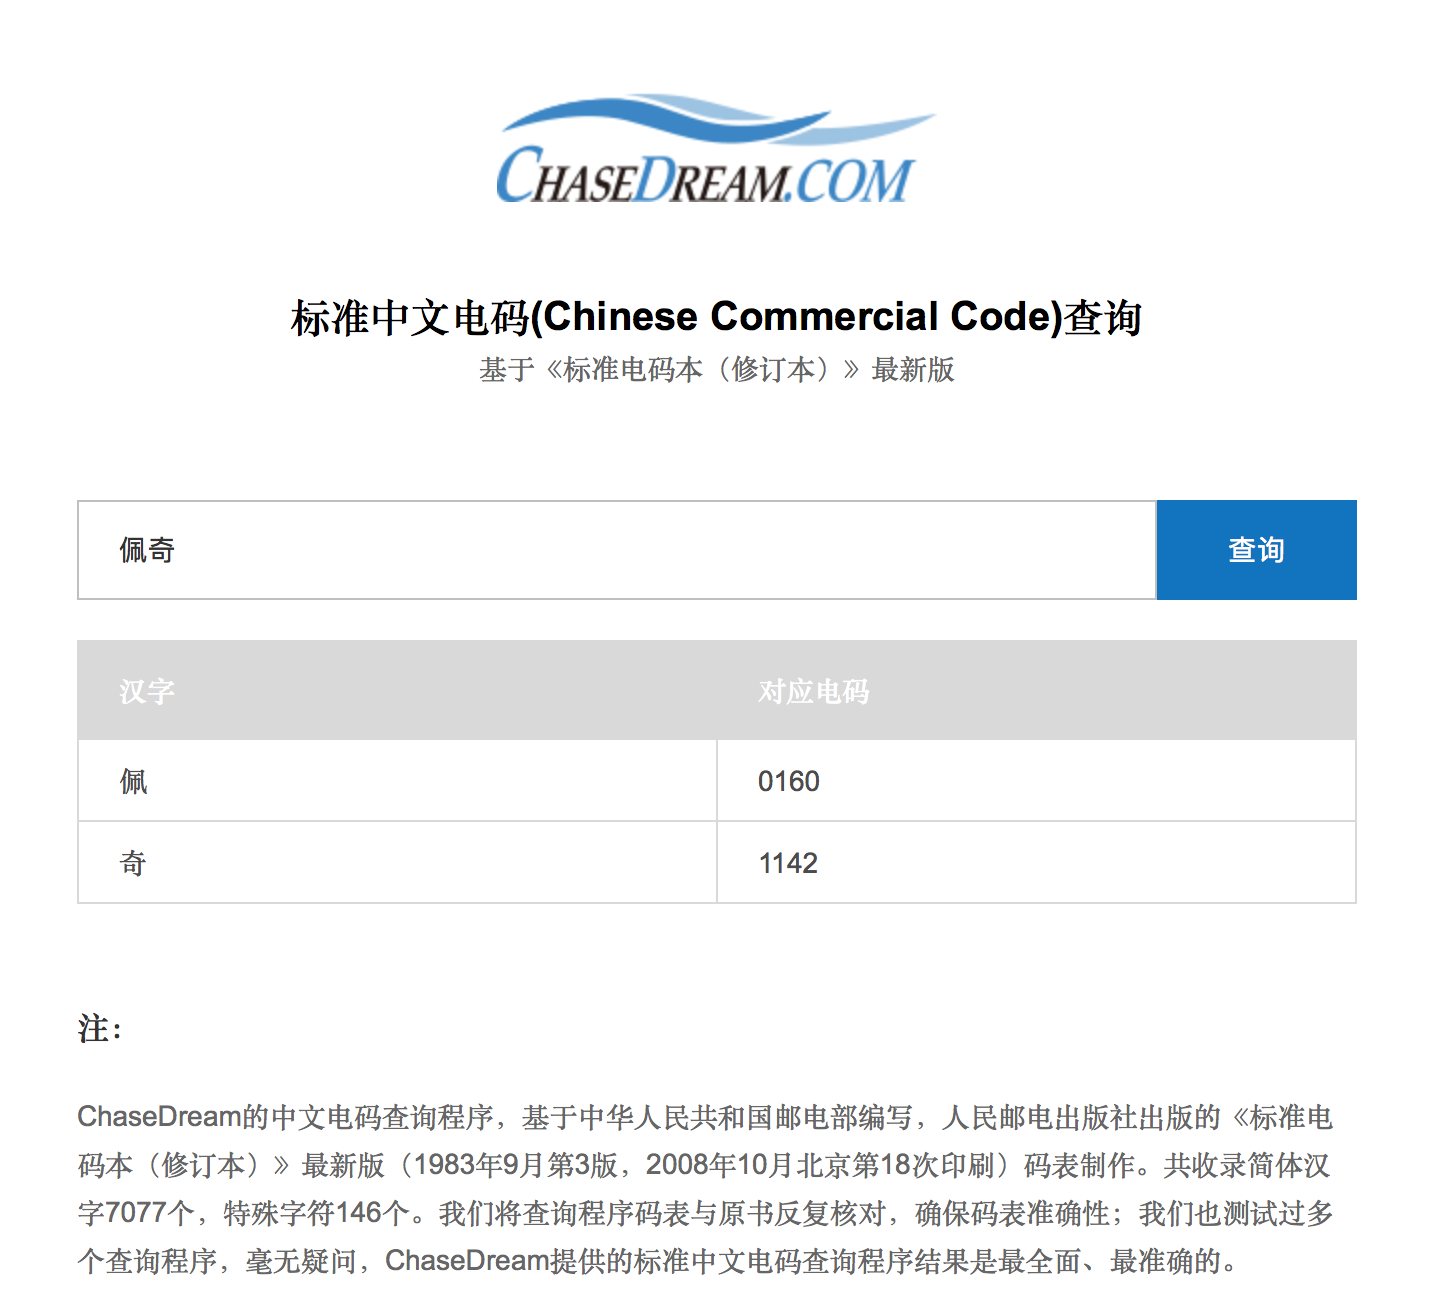 CHASEDREAM.COM
标准中文电码(Chinese Commercial Code)查询
基于《标准电码本（修订本）》最新版
佩奇
查询
汉字 对应电码
佩 0160
奇 1142
注：
ChaseDream的中文电码查询程序，基于中华人民共和国邮电部编写，人民邮电出版社出版的《标准电
码本（修订本）》最新版（1983年9月第3版，2008年10月北京第18次印刷）码表制作。共收录简体汉
字7077个，特殊字符146个。我们将查询程序码表与原书反复核对，确保码表准确性；我们也测试过多
个查询程序，毫无疑问，ChaseDream提供的标准中文电码查询程序结果是最全面、最准确的。